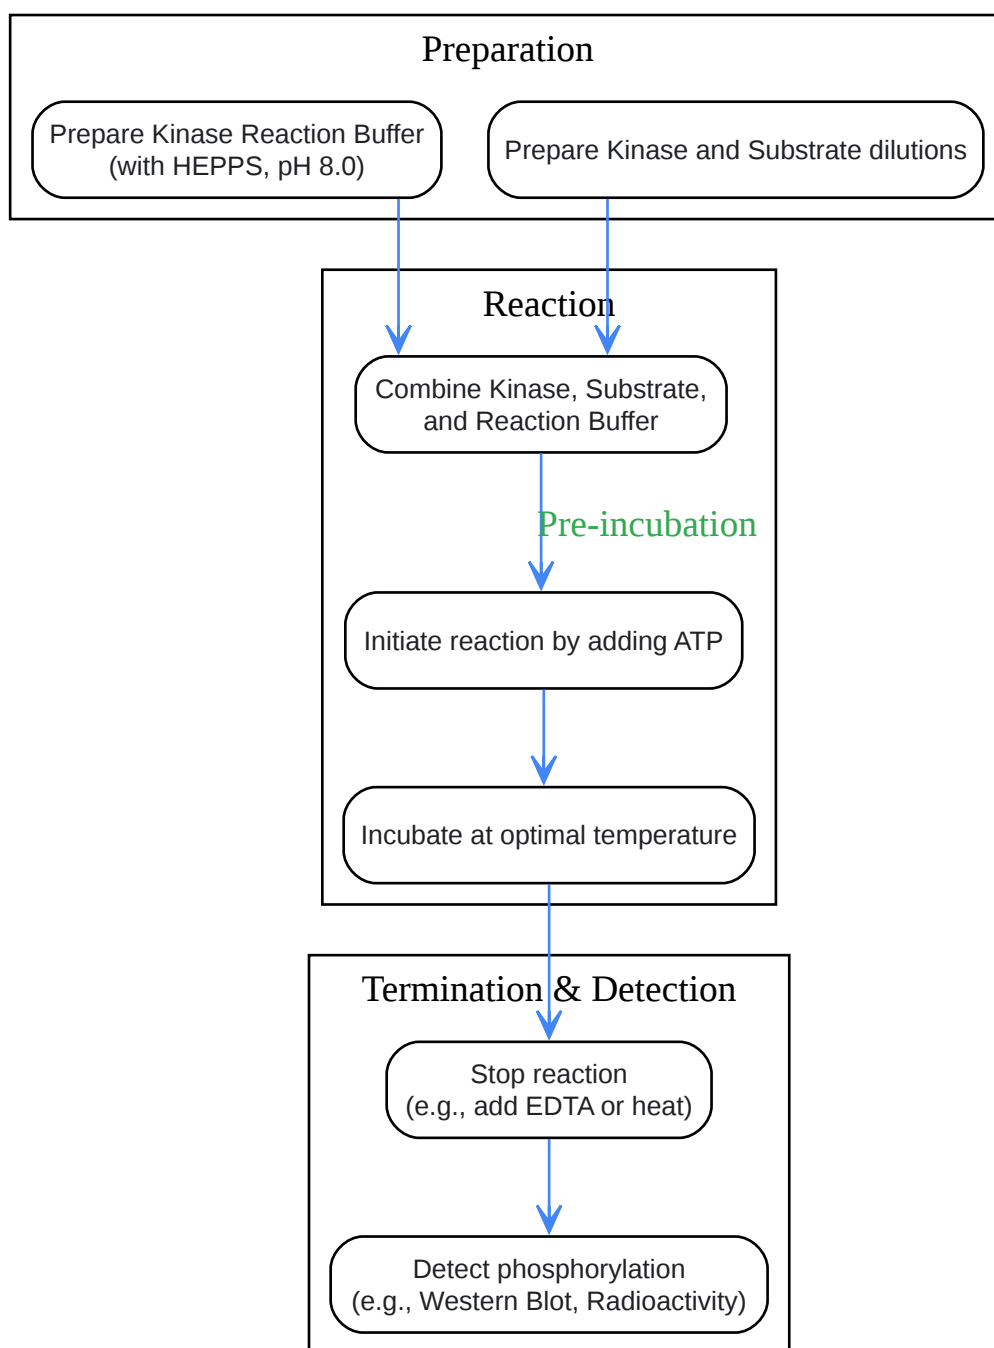 Preparation
Prepare Kinase Reaction Buffer
(with HEPPS, pH 8.0)
Prepare Kinase and Substrate dilutions
Reaction
Combine Kinase, Substrate,
and Reaction Buffer
Pre-incubation
Initiate reaction by adding ATP
Incubate at optimal temperature
Termination & Detection
Stop reaction
(e.g., add EDTA or heat)
Detect phosphorylation
(e.g., Western Blot, Radioactivity)